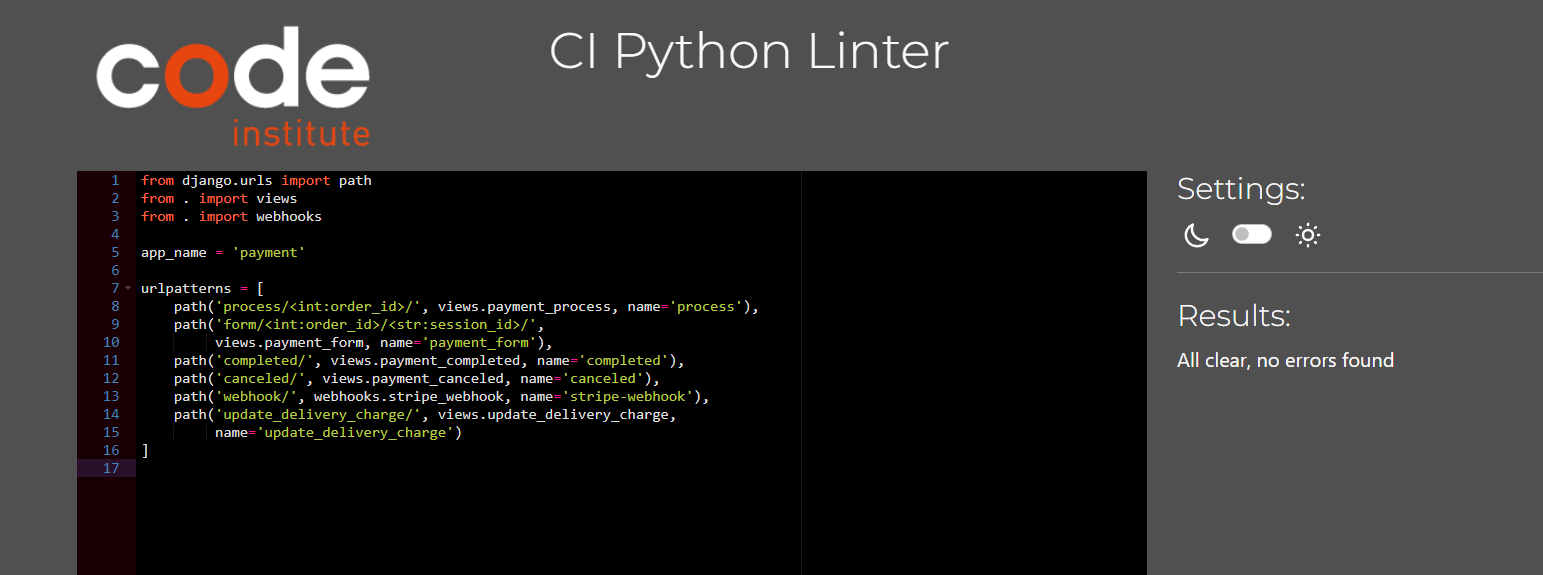 code
institute
CI Python Linter
1 from django.urls import path
2 from . import views
3 from . import webhooks
4
5 app_name = 'payment'
6
7 urlpatterns = [
8     path('process/<int:order_id>/', views.payment_process, name='process'),
9     path('form/<int:order_id>/<str:session_id>/',
10          views.payment_form, name='payment_form'),
11     path('completed/', views.payment_completed, name='completed'),
12     path('canceled/', views.payment_canceled, name='canceled'),
13     path('webhook/', webhooks.stripe_webhook, name='stripe-webhook'),
14     path('update_delivery_charge/', views.update_delivery_charge,
15          name='update_delivery_charge')
16 ]
17
Settings:
Results:
All clear, no errors found